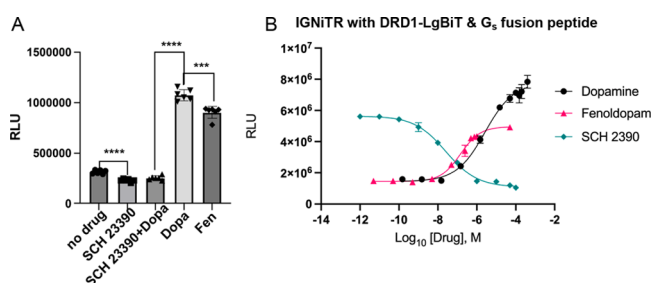 A
1500000
1000000
500000
0
RLU
****
****
***
no drug
SCH 23390
SCH 23390+Dopa
Dopa
Fen
B
IGNiTR with DRD1-LgBiT & Gs fusion peptide
1×10⁷
8×10⁶
6×10⁶
4×10⁶
2×10⁶
0
RLU
-14 -12 -10 -8 -6 -4 -2
Log10 [Drug], M
Dopamine
Fenoldopam
SCH 2390